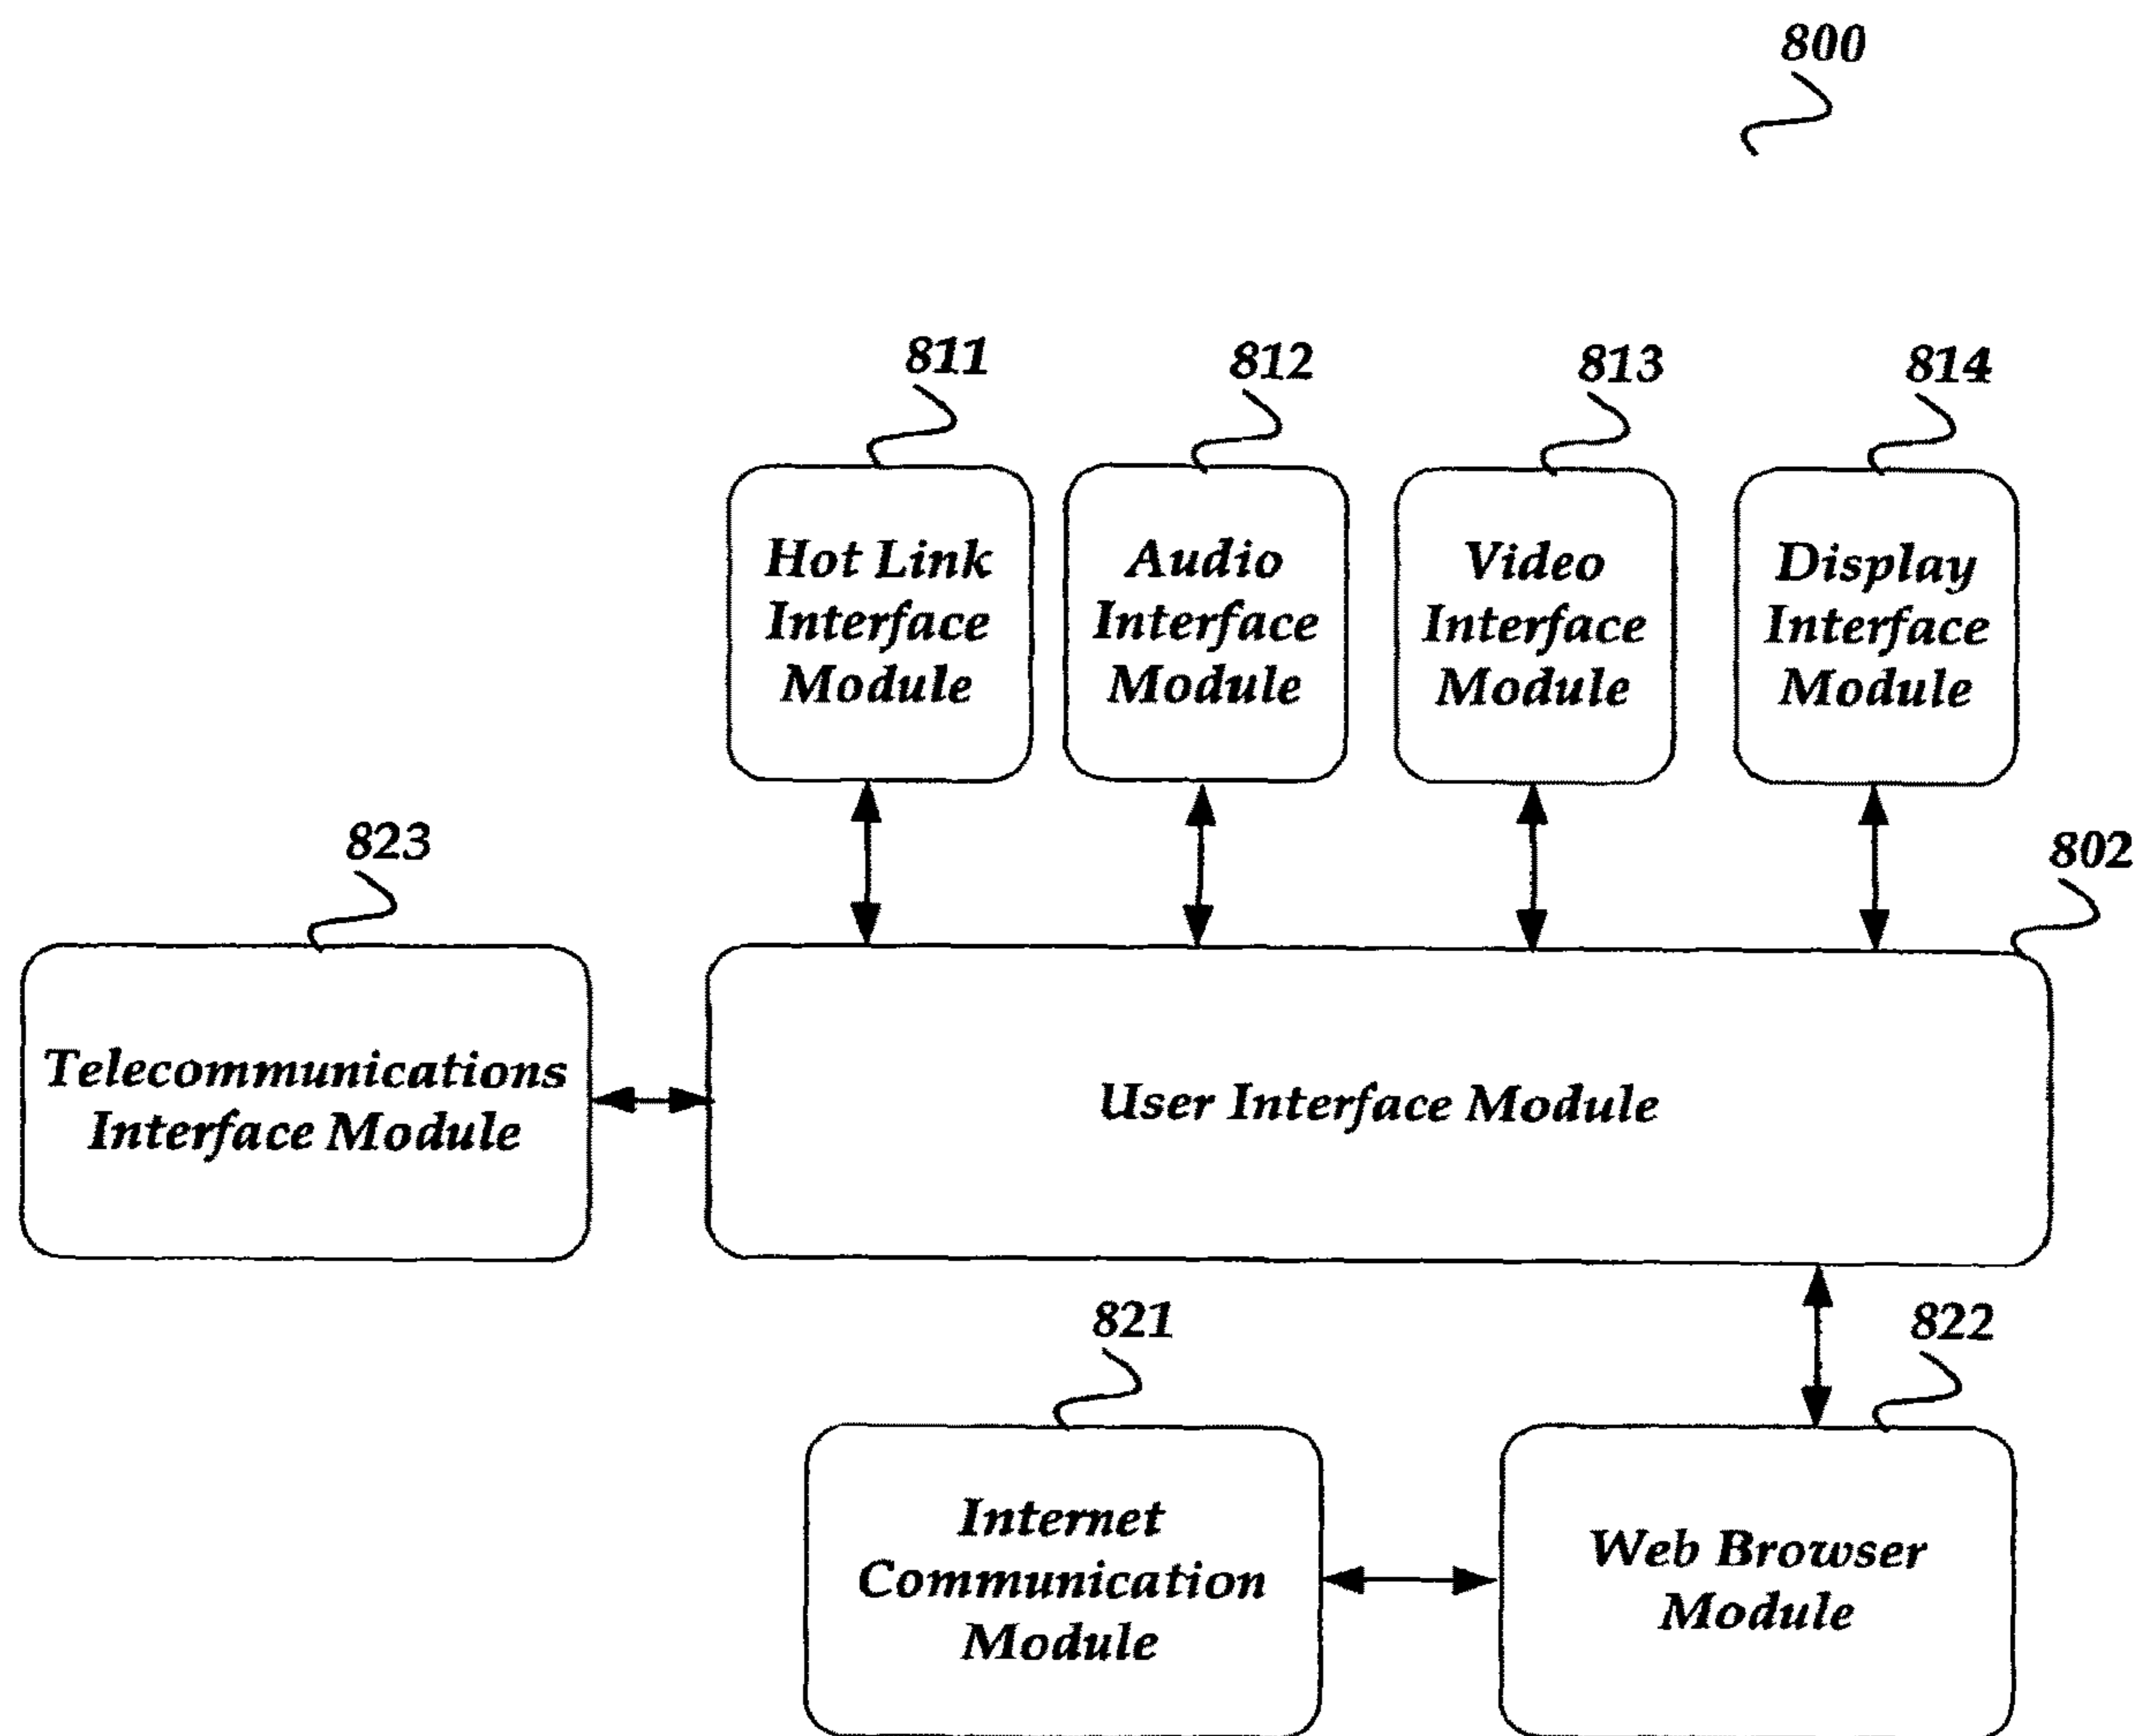 800
811
812
813
814
Hot Link
Interface
Module
Audio
Interface
Module
Video
Interface
Module
Display
Interface
Module
823
802
Telecommunications
Interface Module
User Interface Module
821
822
Internet
Communication
Module
Web Browser
Module